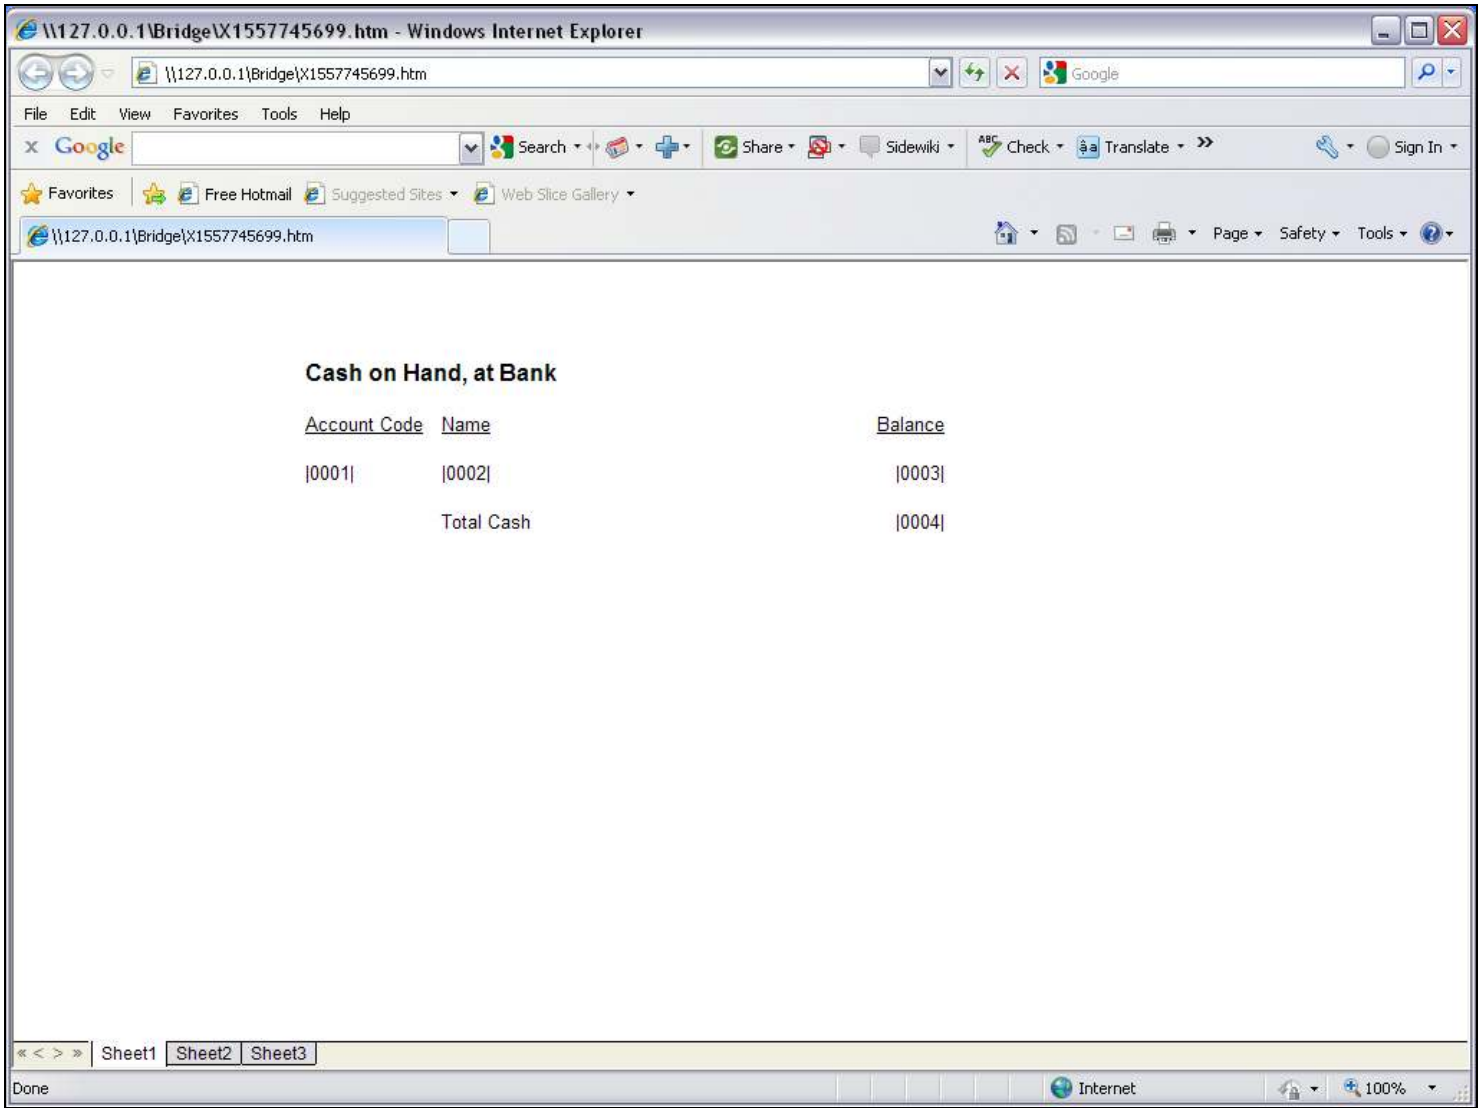 \\127.0.0.1\Bridge\X1557745699.htm - Windows Internet Explorer
\\127.0.0.1\Bridge\X1557745699.htm Google
File Edit View Favorites Tools Help
x Google Search Share Sidewiki ABC Check âa Translate » Sign In
Favorites Free Hotmail Suggested Sites Web Slice Gallery
\\127.0.0.1\Bridge\X1557745699.htm Page Safety Tools
Cash on Hand, at Bank
Account Code Name Balance
|0001| |0002| |0003|
Total Cash |0004|
« < > » Sheet1 Sheet2 Sheet3
Done Internet 100%